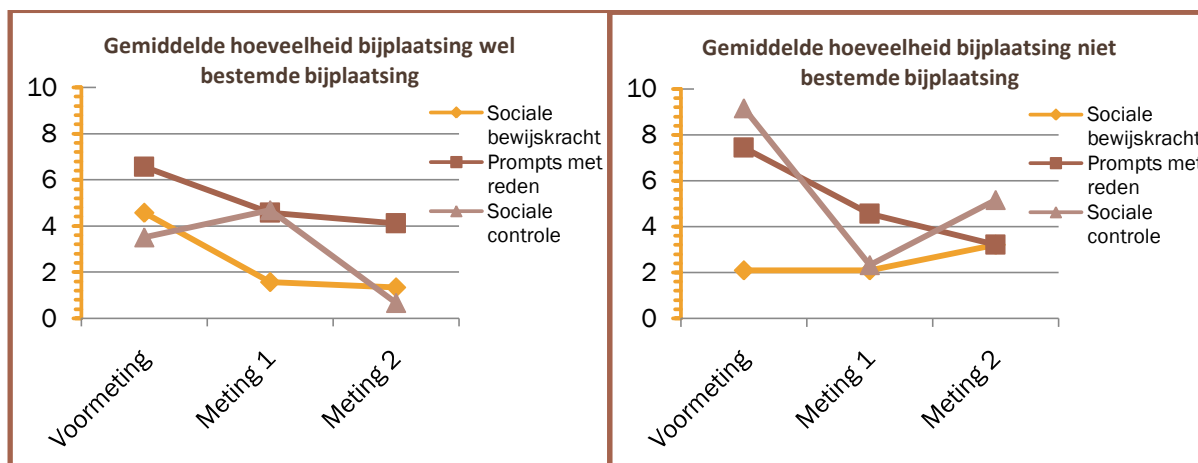 Gemiddelde hoeveelheid bijplaatsing wel
bestemde bijplaatsing
10
8
6
4
2
0
Sociale
bewijskracht
Prompts met
reden
Sociale
controle
Voormeting
Meting 1
Meting 2
Gemiddelde hoeveelheid bijplaatsing niet
bestemde bijplaatsing
10
8
6
4
2
0
Sociale
bewijskracht
Prompts met
reden
Sociale
controle
Voormeting
Meting 1
Meting 2